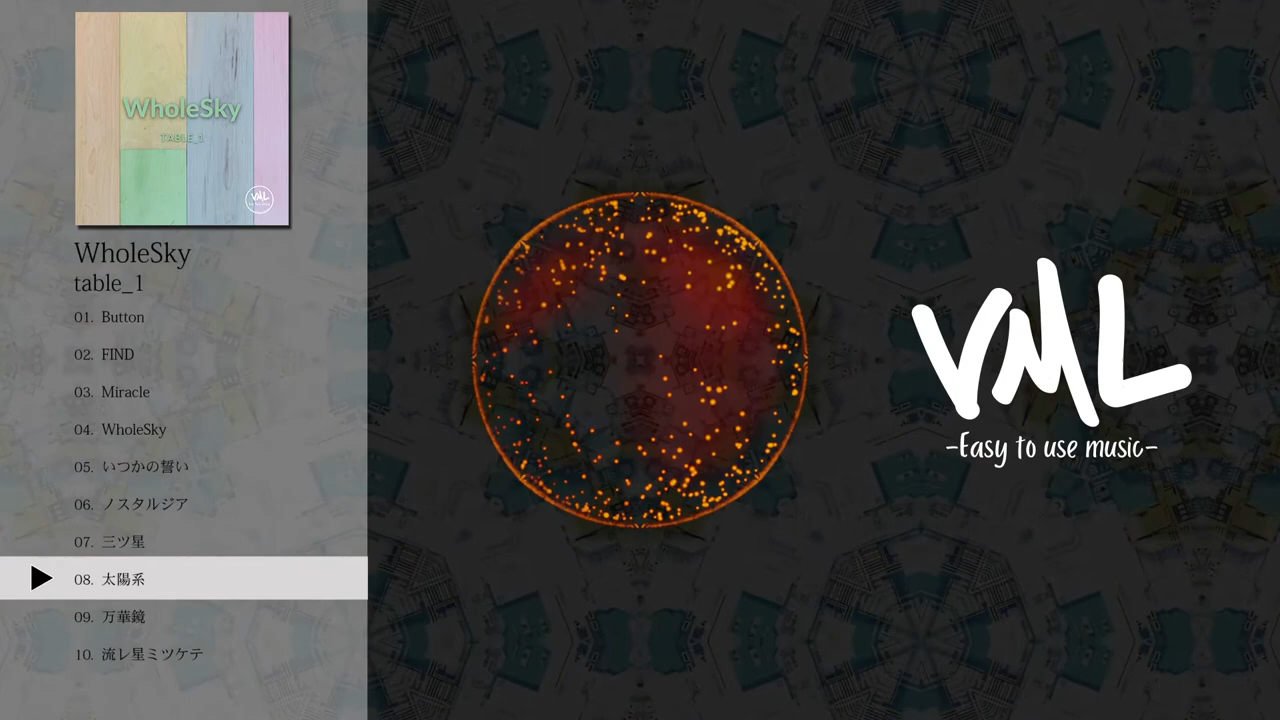 WholeSky
TABLE_1
VML
WholeSky
table_1
01. Button
02. FIND
03. Miracle
04. WholeSky
05. いつかの誓い
06. ノスタルジア
07. 三ツ星
08. 太陽系
09. 万華鏡
10. 流レ星ミツケテ
VML
-Easy to use music-